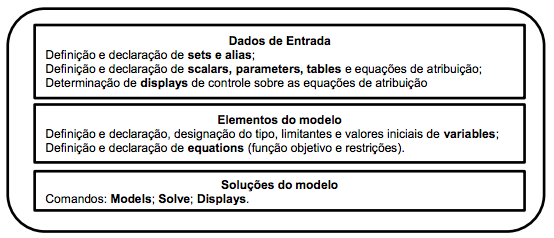 Dados de Entrada
Definição e declaração de sets e alias;
Definição e declaração de scalars, parameters, tables e equações de atribuição;
Determinação de displays de controle sobre as equações de atribuição
Elementos do modelo
Definição e declaração, designação do tipo, limitantes e valores iniciais de variables;
Definição e declaração de equations (função objetivo e restrições).
Soluções do modelo
Comandos: Models; Solve; Displays.